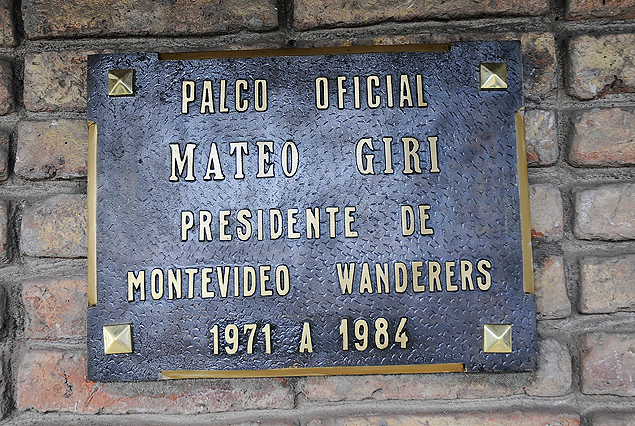 PALCO OFICIAL
MATEO GIRI
PRESIDENTE DE
MONTEVIDEO WANDERERS
1971 A 1984